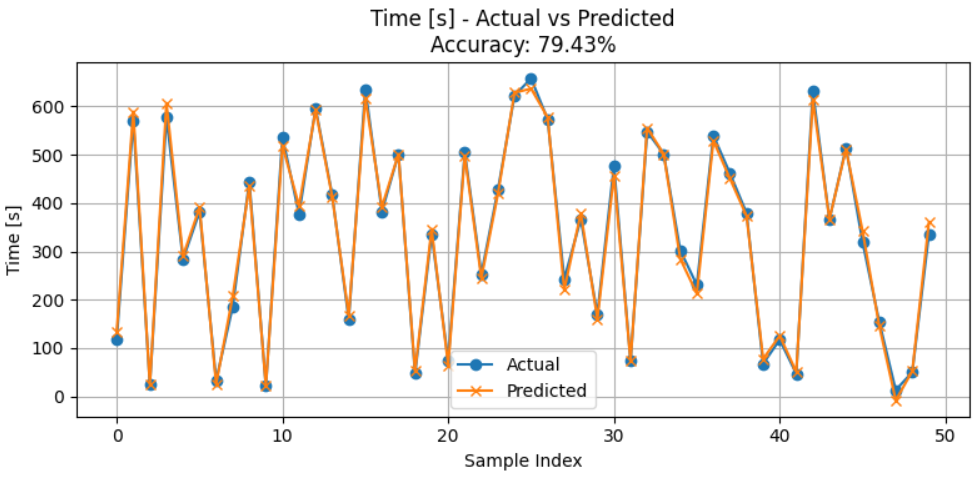 Time [s] - Actual vs Predicted
Accuracy: 79.43%
Time [s]
600
500
400
300
200
100
0
Actual
Predicted
0 10 20 30 40 50
Sample Index